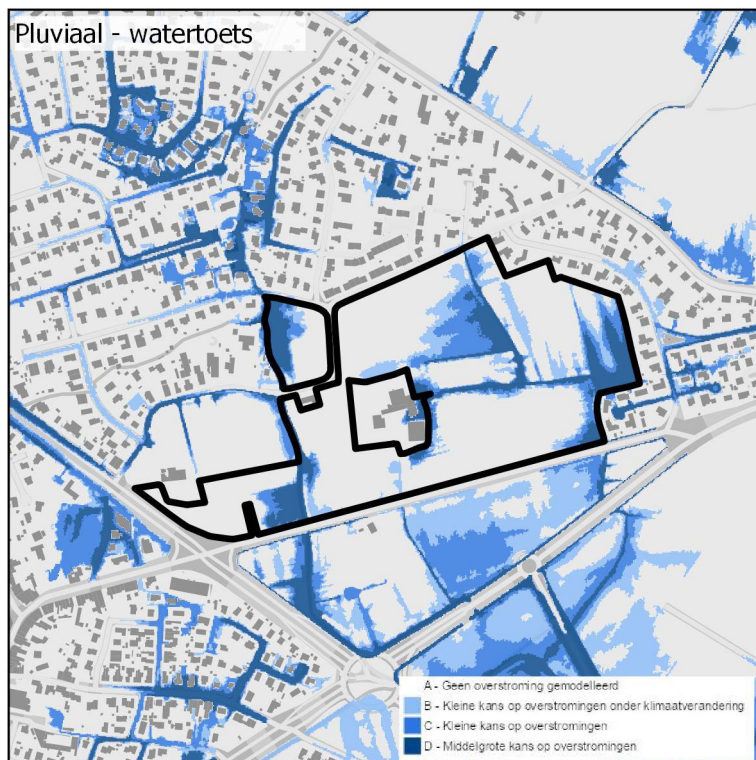 Pluviaal - watertoets
A - Geen overstroming gemodelleerd
B - Kleine kans op overstromingen onder klimaatverandering
C - Kleine kans op overstromingen
D - Middelgrote kans op overstromingen